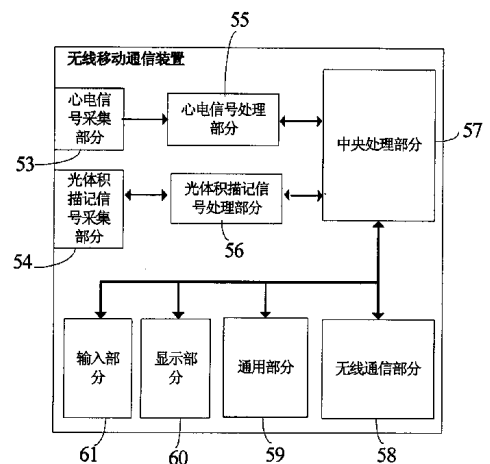 55
无线移动通信装置
心电信
号采集
部分
心电信号处理
部分
中央处理部分
57
53
光体积
描记信
号采集
部分
光体积描记信
号处理部分
54
56
输入部
分
显示部
分
通用部分
无线通信部分
61
60
59
58